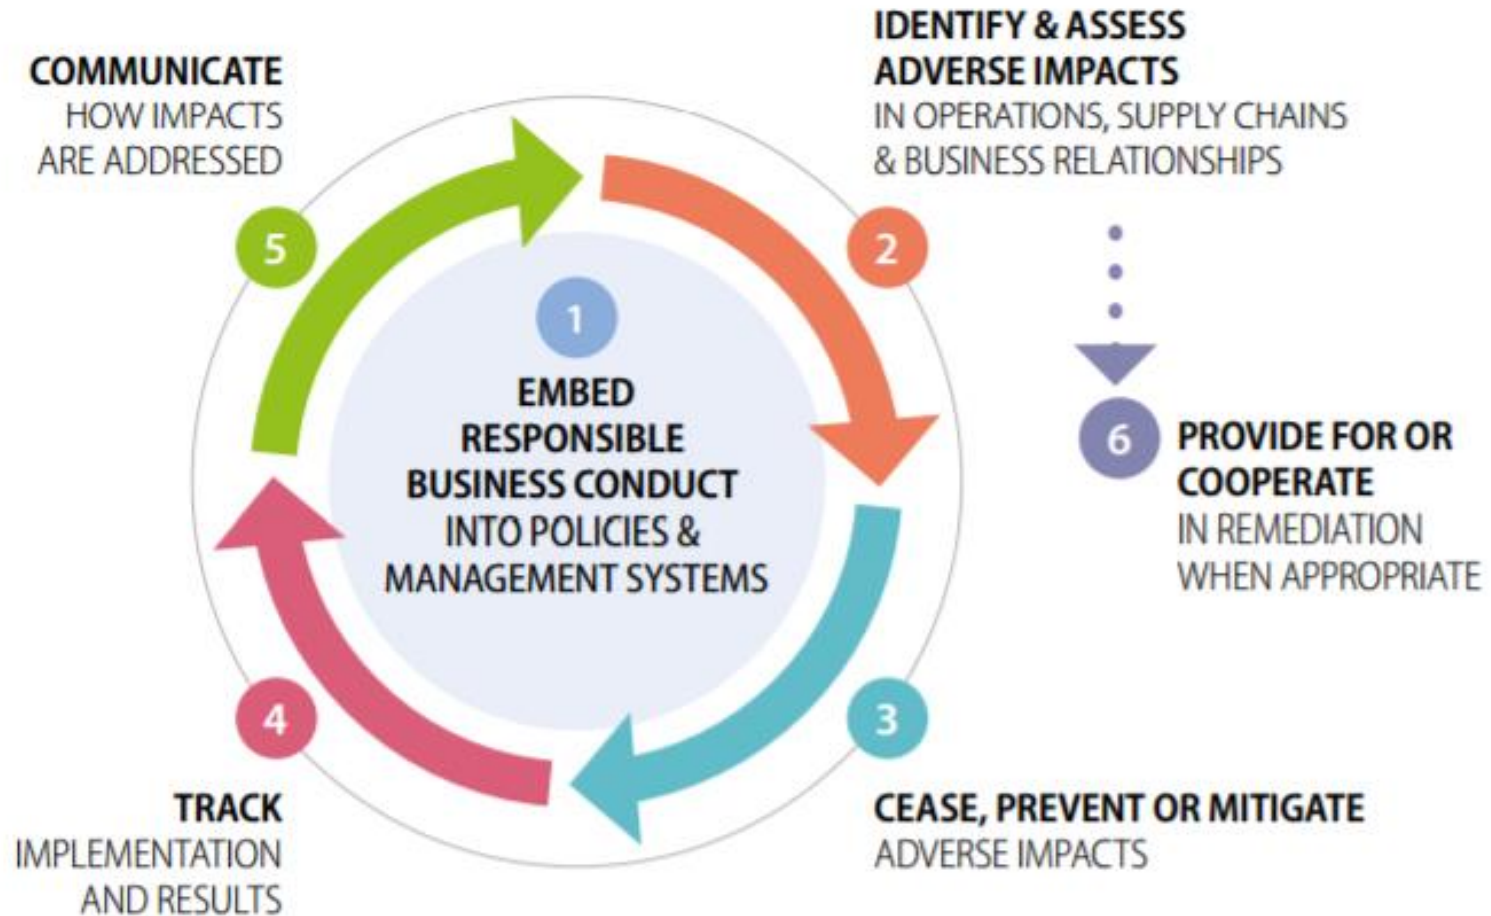 COMMUNICATE
HOW IMPACTS
ARE ADDRESSED
5
IDENTIFY & ASSESS
ADVERSE IMPACTS
IN OPERATIONS, SUPPLY CHAINS
& BUSINESS RELATIONSHIPS
2
1
EMBED
RESPONSIBLE
BUSINESS CONDUCT
INTO POLICIES &
MANAGEMENT SYSTEMS
6
PROVIDE FOR OR
COOPERATE
IN REMEDIATION
WHEN APPROPRIATE
4
TRACK
IMPLEMENTATION
AND RESULTS
3
CEASE, PREVENT OR MITIGATE
ADVERSE IMPACTS